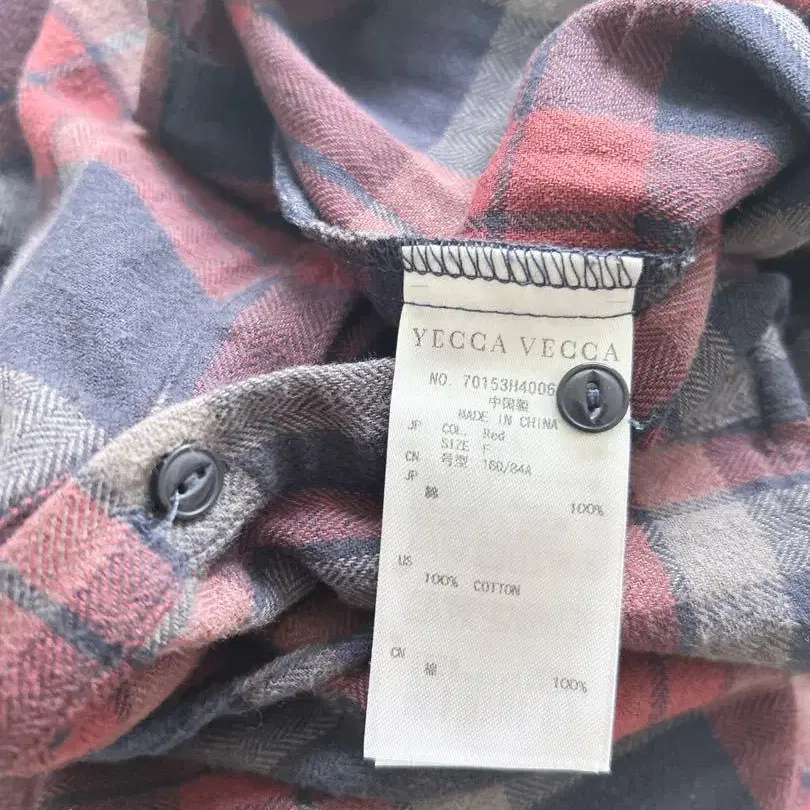 YECCA VECCA
NO. 70153H4006
中国製
MADE IN CHINA
JP COL. Red
SIZE F
CN 号型 160/84A
JP
綿 100%
US
100% COTTON
CN
棉 100%